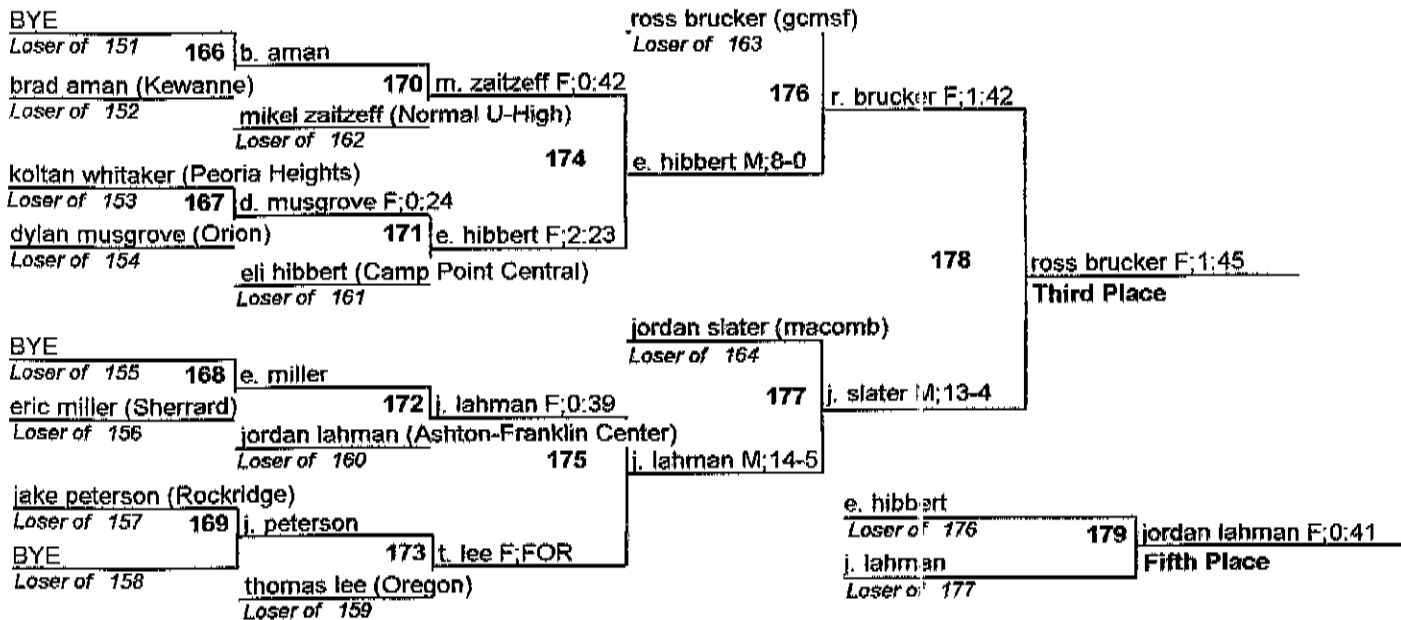 BYE
Loser of 151
166
b. aman
brad aman (Kewanne)
Loser of 152
170
m. zaitzeff F;0:42
mikel zaitzeff (Normal U-High)
Loser of 162
koltan whitaker (Peoria Heights)
Loser of 153
167
d. musgrove F;0:24
dylan musgrove (Orion)
Loser of 154
171
e. hibbert F;2:23
eli hibbert (Camp Point Central)
Loser of 161
174
e. hibbert M;8-0
ross brucker (gcmsf)
Loser of 163
176
r. brucker F;1:42
BYE
Loser of 155
168
e. miller
eric miller (Sherrard)
Loser of 156
172
j. lahman F;0:39
jordan lahman (Ashton-Franklin Center)
Loser of 160
jake peterson (Rockridge)
Loser of 157
169
j. peterson
BYE
Loser of 158
173
t. lee F;FOR
thomas lee (Oregon)
Loser of 159
175
j. lahman M;14-5
jordan slater (macomb)
Loser of 164
177
j. slater M;13-4
178
ross brucker F;1:45
Third Place
e. hibbert
Loser of 176
179
j. lahman
Loser of 177
jordan lahman F;0:41
Fifth Place